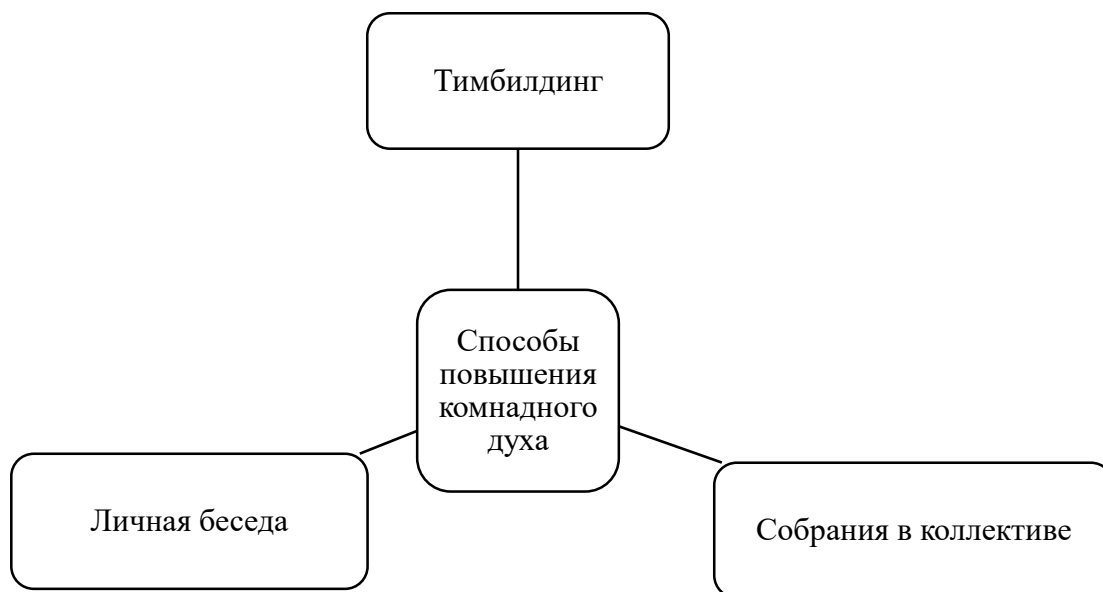 Тимбилдинг
Способы
повышения
комнадного
духа
Личная беседа
Собрания в коллективе